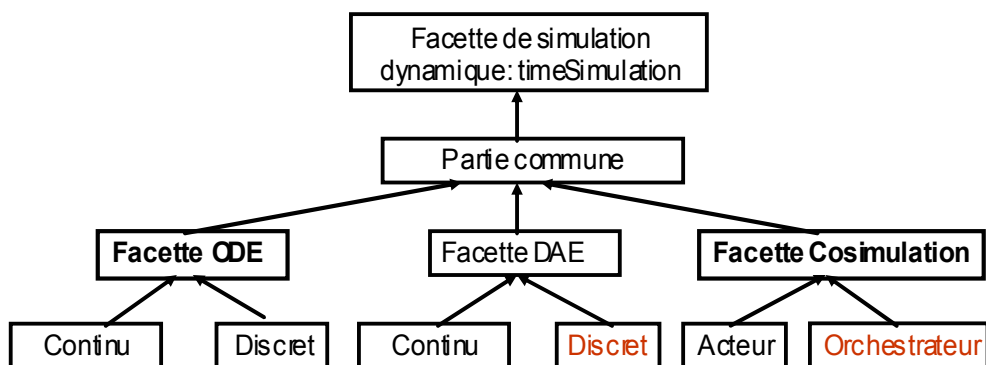 Facette de simulation
dynamique: timeSimulation
Partie commune
Facette ODE
Facette DAE
Facette Cosimulation
Continu
Discret
Continu
Discret
Acteur
Orchestrateur